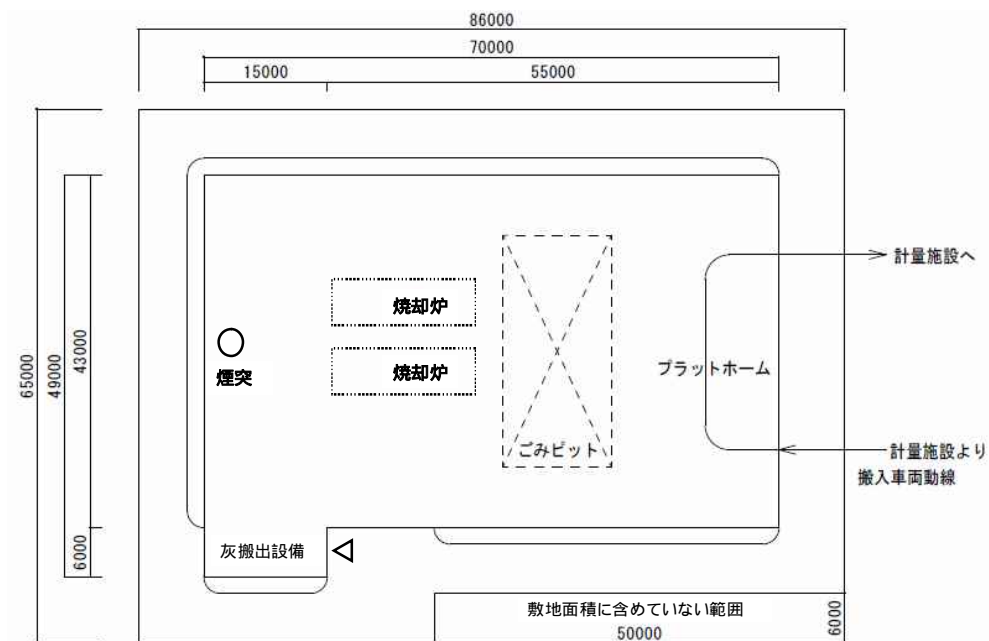 86000
70000
15000
55000
65000
49000
43000
6000
焼却炉
焼却炉
煙突
ごみピット
プラットホーム
計量施設へ
計量施設より
搬入車両動線
灰搬出設備
敷地面積に含めていない範囲
50000
6000